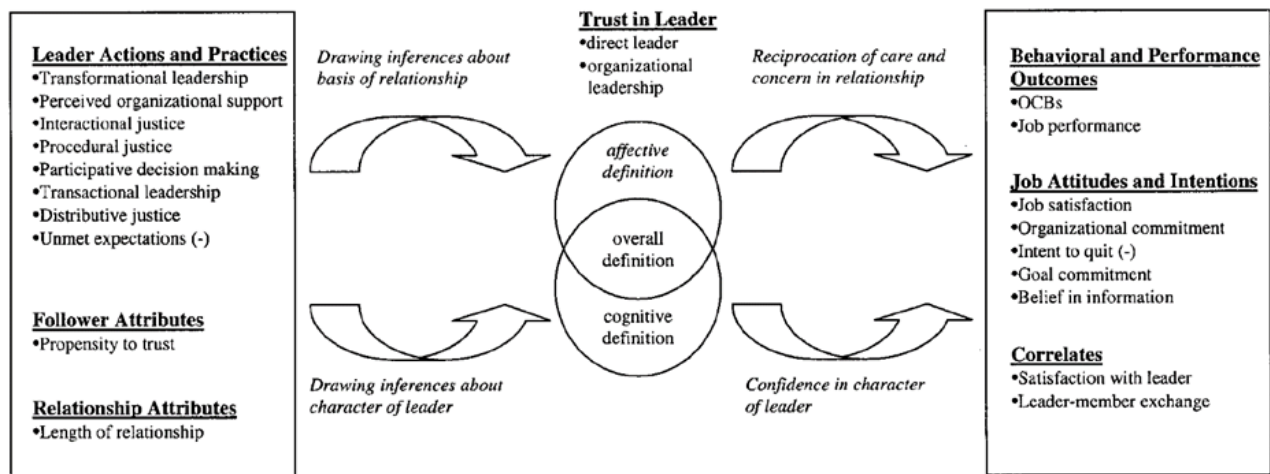 Leader Actions and Practices
•Transformational leadership
•Perceived organizational support
•Interactional justice
•Procedural justice
•Participative decision making
•Transactional leadership
•Distributive justice
•Unmet expectations (-)
Follower Attributes
•Propensity to trust
Relationship Attributes
•Length of relationship
Drawing inferences about
basis of relationship
Drawing inferences about
character of leader
Trust in Leader
•direct leader
•organizational
leadership
affective
definition
overall
definition
cognitive
definition
Reciprocation of care and
concern in relationship
Confidence in character
of leader
Behavioral and Performance
Outcomes
•OCBs
•Job performance
Job Attitudes and Intentions
•Job satisfaction
•Organizational commitment
•Intent to quit (-)
•Goal commitment
•Belief in information
Correlates
•Satisfaction with leader
•Leader-member exchange